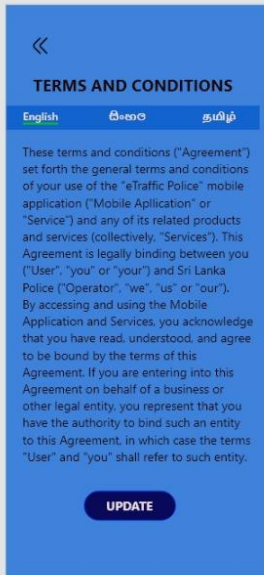 TERMS AND CONDITIONS
English සිංහල தமிழ்
These terms and conditions ("Agreement")
set forth the general terms and conditions
of your use of the "eTraffic Police" mobile
application ("Mobile Apllication" or
"Service") and any of its related products
and services (collectively, "Services"). This
Agreement is legally binding between you
("User", "you" or "your") and Sri Lanka
Police ("Operator", "we", "us" or "our").
By accessing and using the Mobile
Application and Services, you acknowledge
that you have read, understood, and agree
to be bound by the terms of this
Agreement. If you are entering into this
Agreement on behalf of a business or
other legal entity, you represent that you
have the authority to bind such an entity
to this Agreement, in which case the terms
"User" and "you" shall refer to such entity.
UPDATE